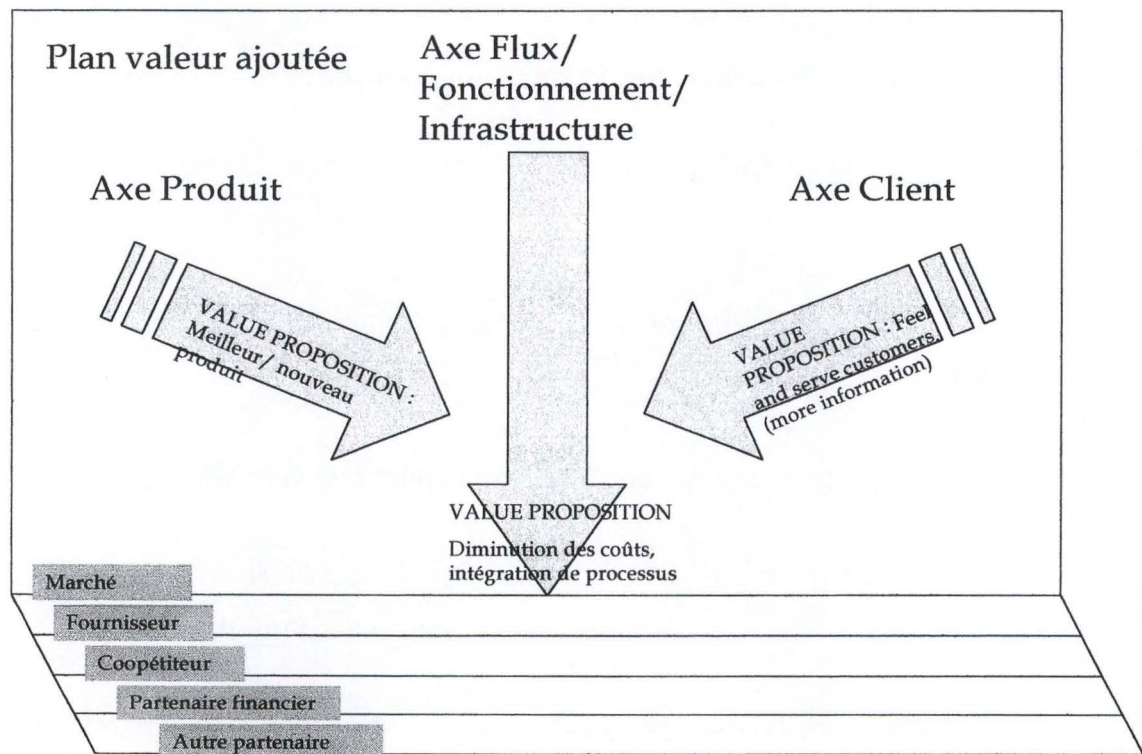 Plan valeur ajoutée
Axe Flux/
Fonctionnement/
Infrastructure
Axe Produit
Axe Client
VALUE PROPOSITION :
Meilleur/ nouveau
produit
VALUE
PROPOSITION : Feel
and serve customers,
(more information)
VALUE PROPOSITION
Diminution des coûts,
intégration de processus
Marché
Fournisseur
Coopétiteur
Partenaire financier
Autre partenaire